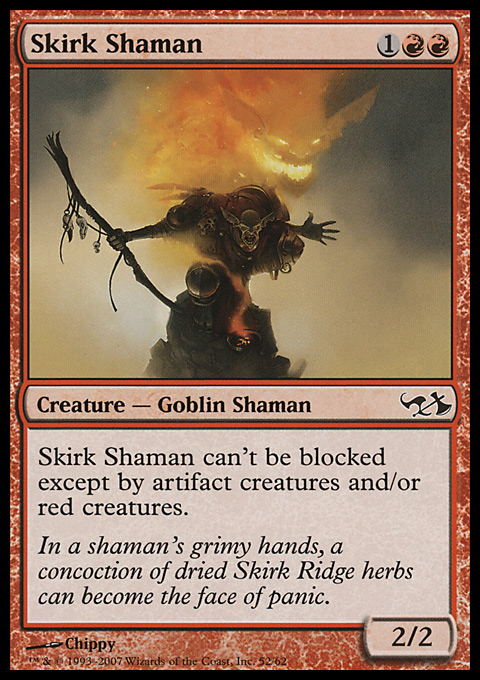 Skirk Shaman 1
Creature — Goblin Shaman
Skirk Shaman can't be blocked
except by artifact creatures and/or
red creatures.
In a shaman's grimy hands, a
concoction of dried Skirk Ridge herbs
can become the face of panic.
2/2
Chippy
™ & © 1993–2007 Wizards of the Coast, Inc. 52/62